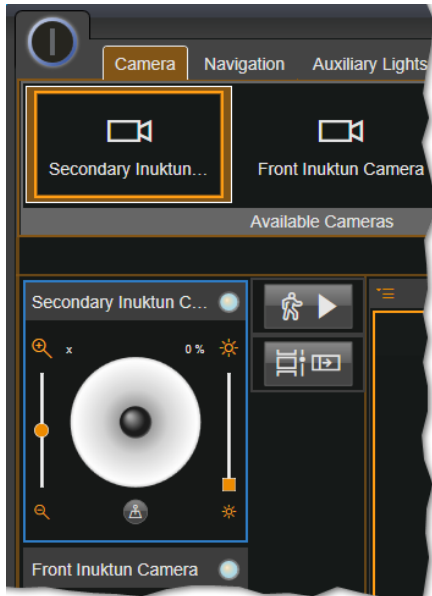 Camera Navigation Auxiliary Lights
Secondary Inuktun... Front Inuktun Camera
Available Cameras
Secondary Inuktun C...
x 0 %
Front Inuktun Camera